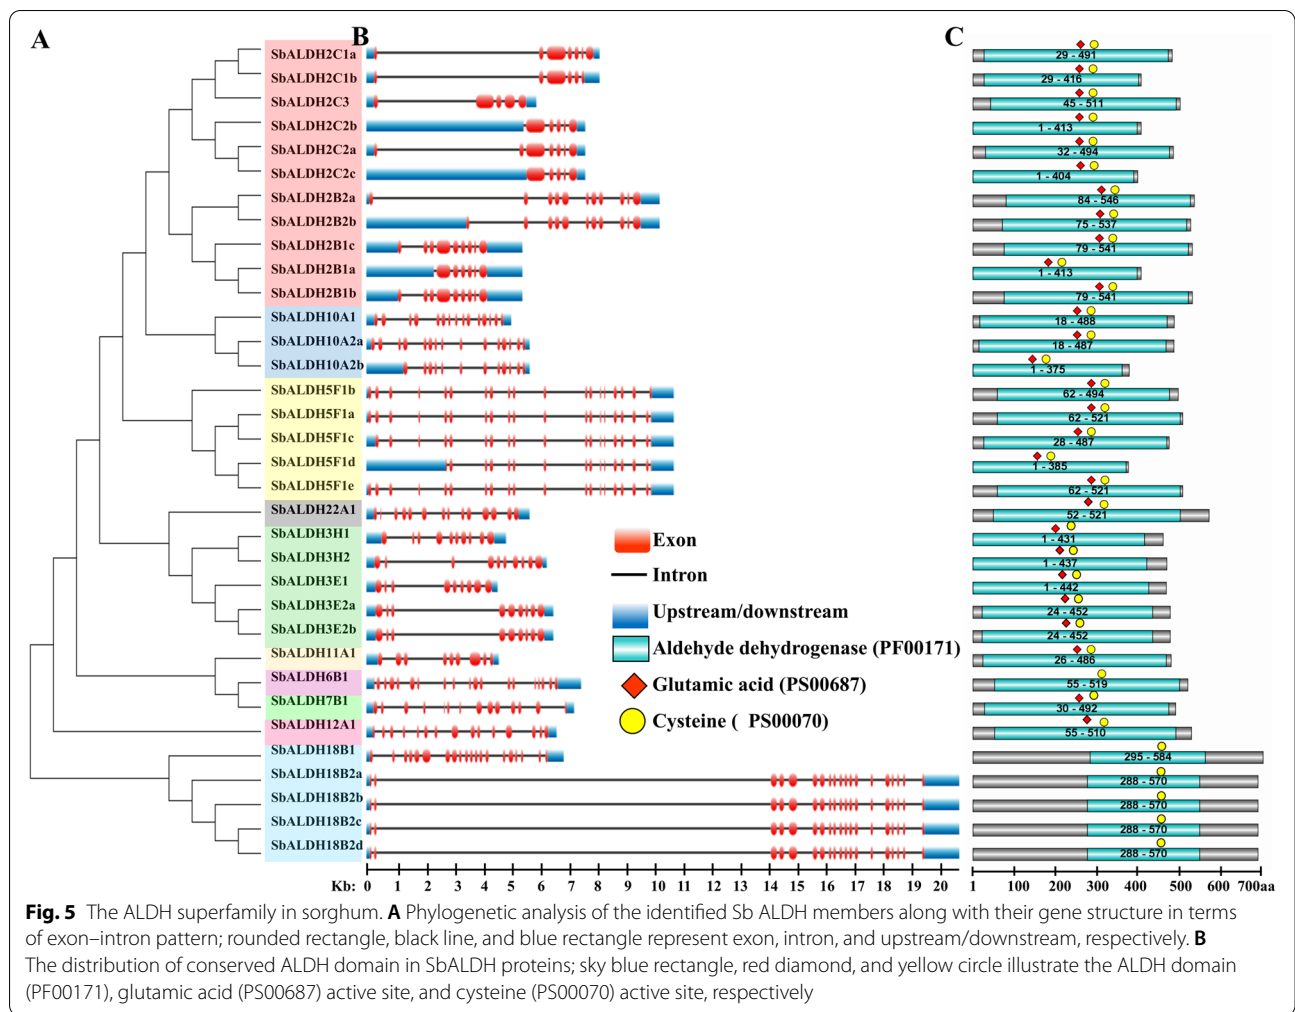 A
B
C
SbALDH2C1a
SbALDH2C1b
SbALDH2C3
SbALDH2C2b
SbALDH2C2a
SbALDH2C2c
SbALDH2B2a
SbALDH2B2b
SbALDH2B1c
SbALDH2B1a
SbALDH2B1b
SbALDH10A1
SbALDH10A2a
SbALDH10A2b
SbALDH5F1b
SbALDH5F1a
SbALDH5F1c
SbALDH5F1d
SbALDH5F1e
SbALDH22A1
SbALDH3H1
SbALDH3H2
SbALDH3E1
SbALDH3E2a
SbALDH3E2b
SbALDH11A1
SbALDH6B1
SbALDH7B1
SbALDH12A1
SbALDH18B1
SbALDH18B2a
SbALDH18B2b
SbALDH18B2c
SbALDH18B2d
Exon
Intron
Upstream/downstream
Aldehyde dehydrogenase (PF00171)
Glutamic acid (PS00687)
Cysteine ( PS00070)
Kb: 0 1 2 3 4 5 6 7 8 9 10 11 12 13 14 15 16 17 18 19 20
29 - 491
29 - 416
45 - 511
1 - 413
32 - 494
1 - 404
84 - 546
75 - 537
79 - 541
1 - 413
79 - 541
18 - 488
18 - 487
1 - 375
62 - 494
62 - 521
28 - 487
1 - 385
62 - 521
52 - 521
1 - 431
1 - 437
1 - 442
24 - 452
24 - 452
26 - 486
55 - 519
30 - 492
55 - 510
295 - 584
288 - 570
288 - 570
288 - 570
288 - 570
1 100 200 300 400 500 600 700aa
Fig. 5 The ALDH superfamily in sorghum. A Phylogenetic analysis of the identified Sb ALDH members along with their gene structure in terms
of exon–intron pattern; rounded rectangle, black line, and blue rectangle represent exon, intron, and upstream/downstream, respectively. B
The distribution of conserved ALDH domain in SbALDH proteins; sky blue rectangle, red diamond, and yellow circle illustrate the ALDH domain
(PF00171), glutamic acid (PS00687) active site, and cysteine (PS00070) active site, respectively